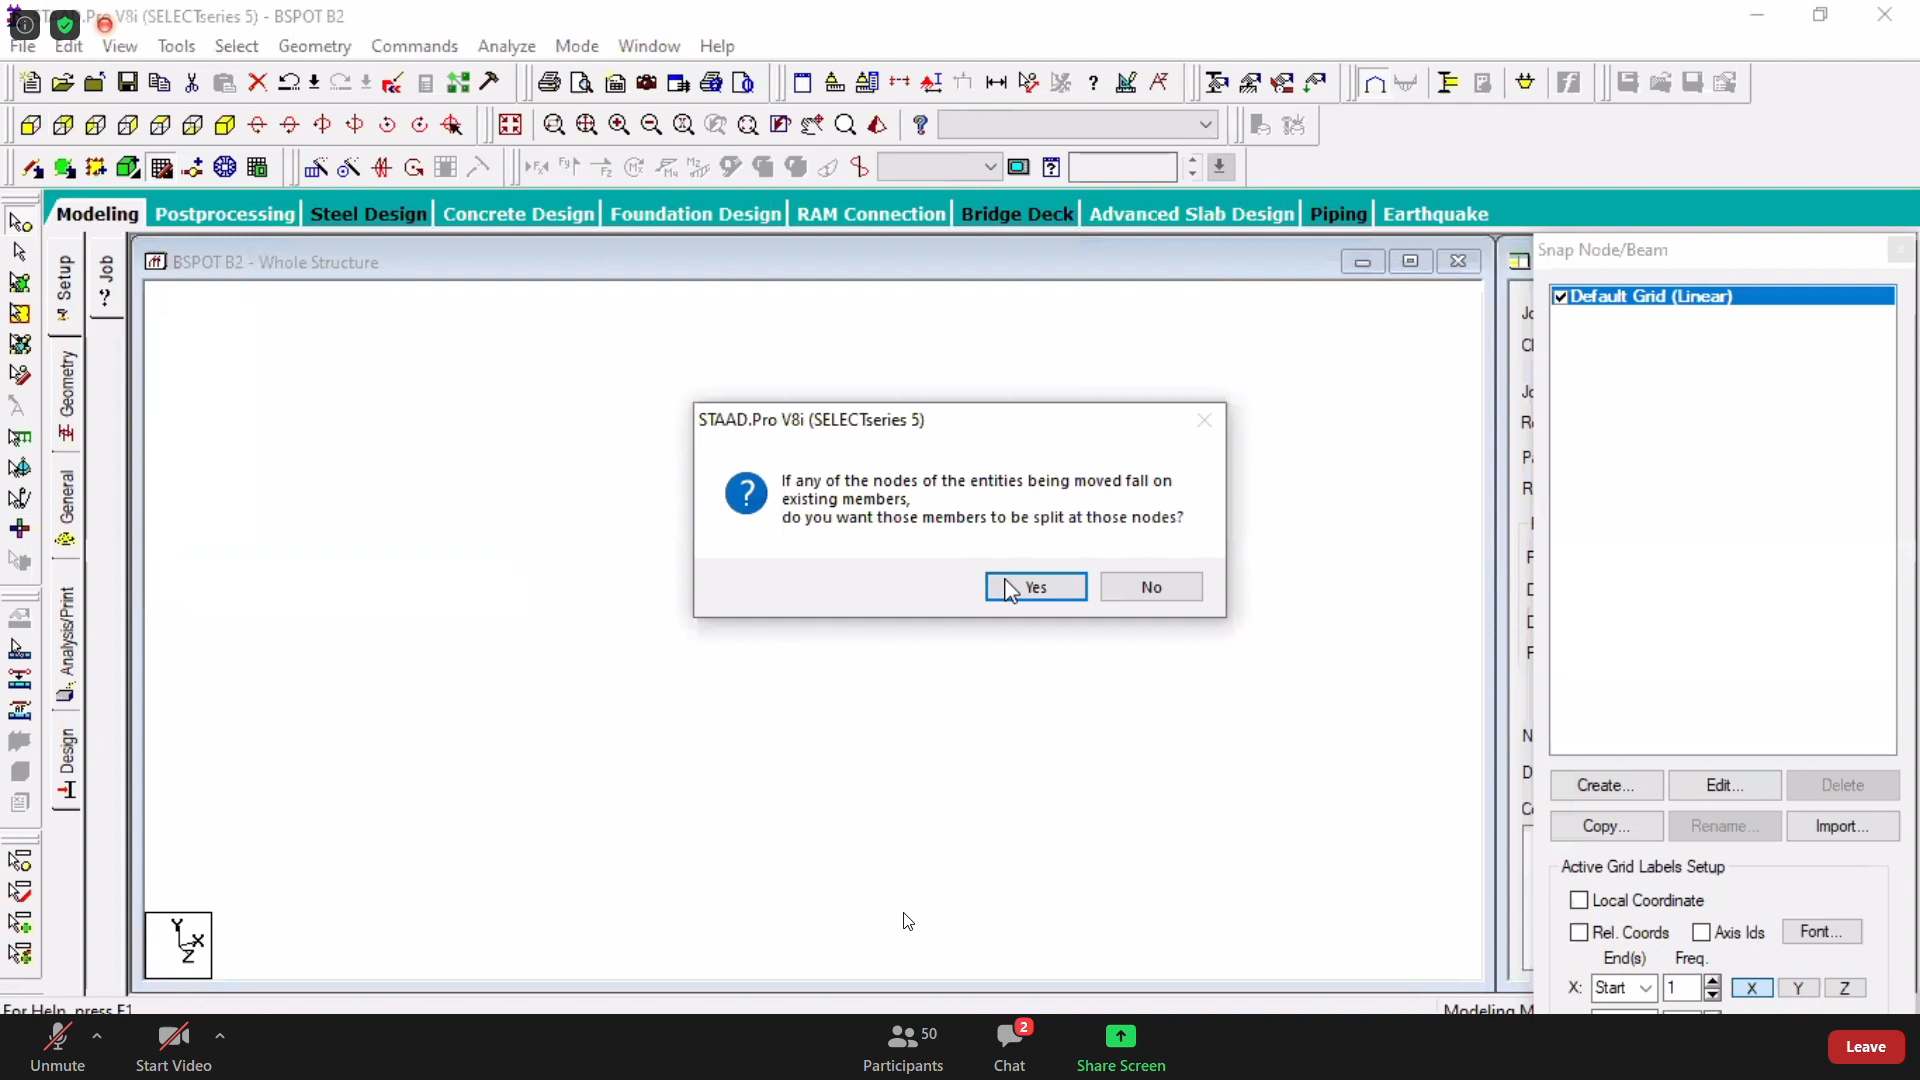 STAAD.Pro V8i (SELECTseries 5) - BSPOT B2
File Edit View Tools Select Geometry Commands Analyze Mode Window Help
Modeling Postprocessing Steel Design Concrete Design Foundation Design RAM Connection Bridge Deck Advanced Slab Design Piping Earthquake
Setup
Job
Geometry
General
Analysis/Print
Design
BSPOT B2 - Whole Structure
STAAD.Pro V8i (SELECTseries 5)
If any of the nodes of the entities being moved fall on
existing members,
do you want those members to be split at those nodes?
Yes No
Y
X
Z
Snap Node/Beam
Default Grid (Linear)
Create... Edit... Delete
Copy... Rename... Import...
Active Grid Labels Setup
Local Coordinate
Rel. Coords Axis Ids Font...
End(s) Freq.
X: Start 1 X Y Z
For Help, press F1
Modeling M
Unmute
Start Video
50
Participants
2
Chat
Share Screen
Leave